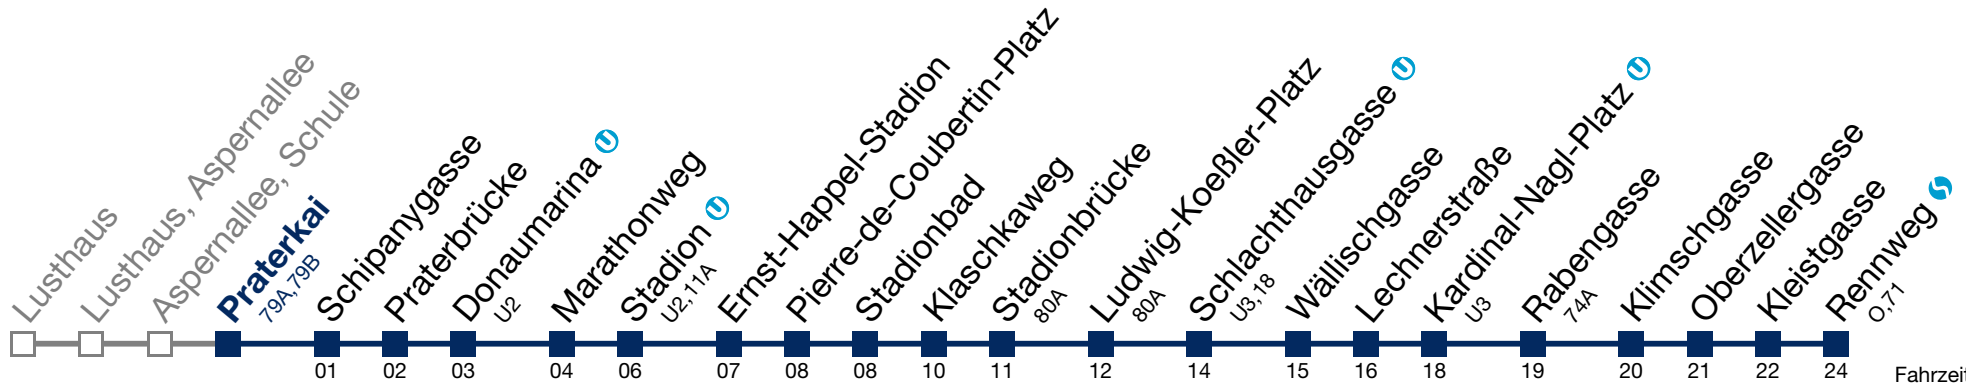 Lusthaus
Lusthaus, Aspernallee
Aspernallee, Schule
Praterkai
79A,79B
Schipanygasse
Praterbrücke
Donaumarina
U2
Marathonweg
Stadion
U2,11A
Ernst-Happel-Stadion
Pierre-de-Coubertin-Platz
Stadionbad
Klaschkaweg
Stadionbrücke
80A
Ludwig-Koeßler-Platz
80A
Schlachthausgasse
U3,18
Wällischgasse
Lechnerstraße
Kardinal-Nagl-Platz
U3
Rabengasse
74A
Klimschgasse
Oberzellergasse
Kleistgasse
Rennweg
O,71
01 02 03 04 06 07 08 08 10 11 12 14 15 16 18 19 20 21 22 24 Fahrzeit